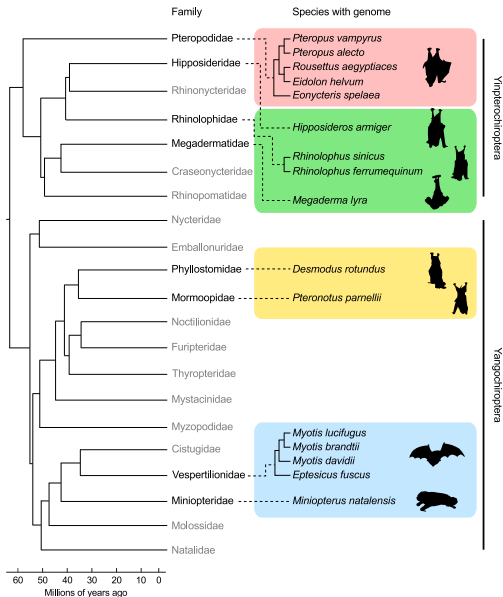 Family Species with genome
Pteropodidae Pteropus vampyrus
Pteropus alecto
Hipposideridae Rousettus aegyptiaces
Eidolon helvum
Rhinonycteridae Eonycteris spelaea
Rhinolophidae Hipposideros armiger
Megadermatidae Rhinolophus sinicus
Craseonycteridae Rhinolophus ferrumequinum
Rhinopomatidae Megaderma lyra
Yinpterochiroptera
Nycteridae
Emballonuridae
Phyllostomidae Desmodus rotundus
Mormoopidae Pteronotus parnellii
Noctilionidae
Furipteridae
Thyropteridae
Mystacinidae
Myzopodidae Myotis lucifugus
Cistugidae Myotis brandtii
Myotis davidii
Vespertilionidae Eptesicus fuscus
Miniopteridae Miniopterus natalensis
Molossidae
Natalidae
Yangochiroptera
60 50 40 30 20 10 0
Millions of years ago